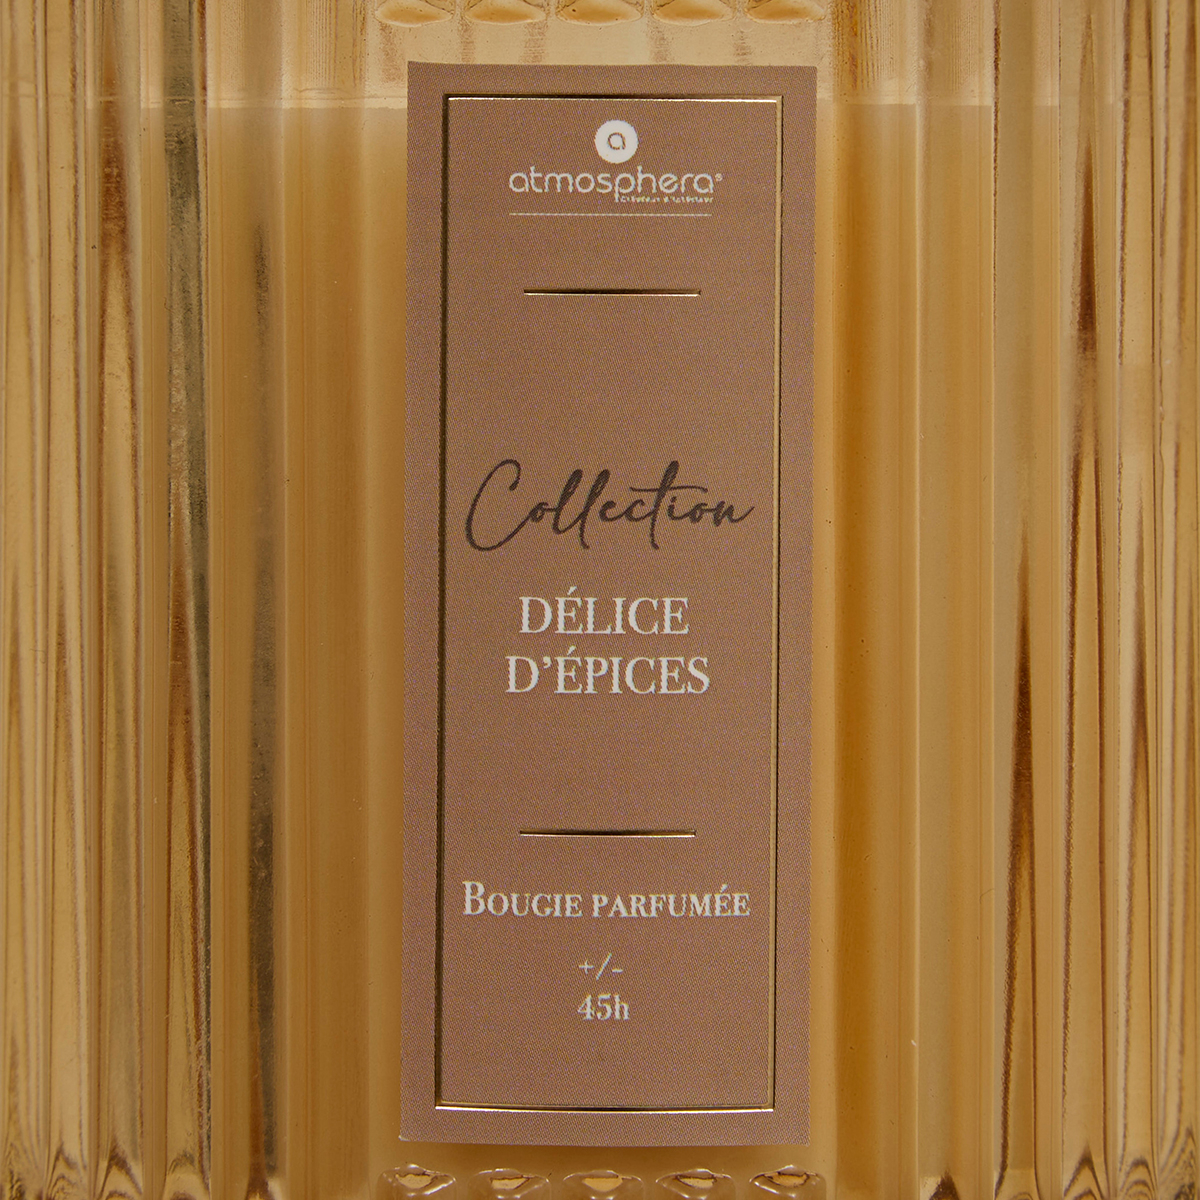 a
atmosphera
Collection
DÉLICE
D'ÉPICES
BOUGIE PARFUMÉE
+/-
45h